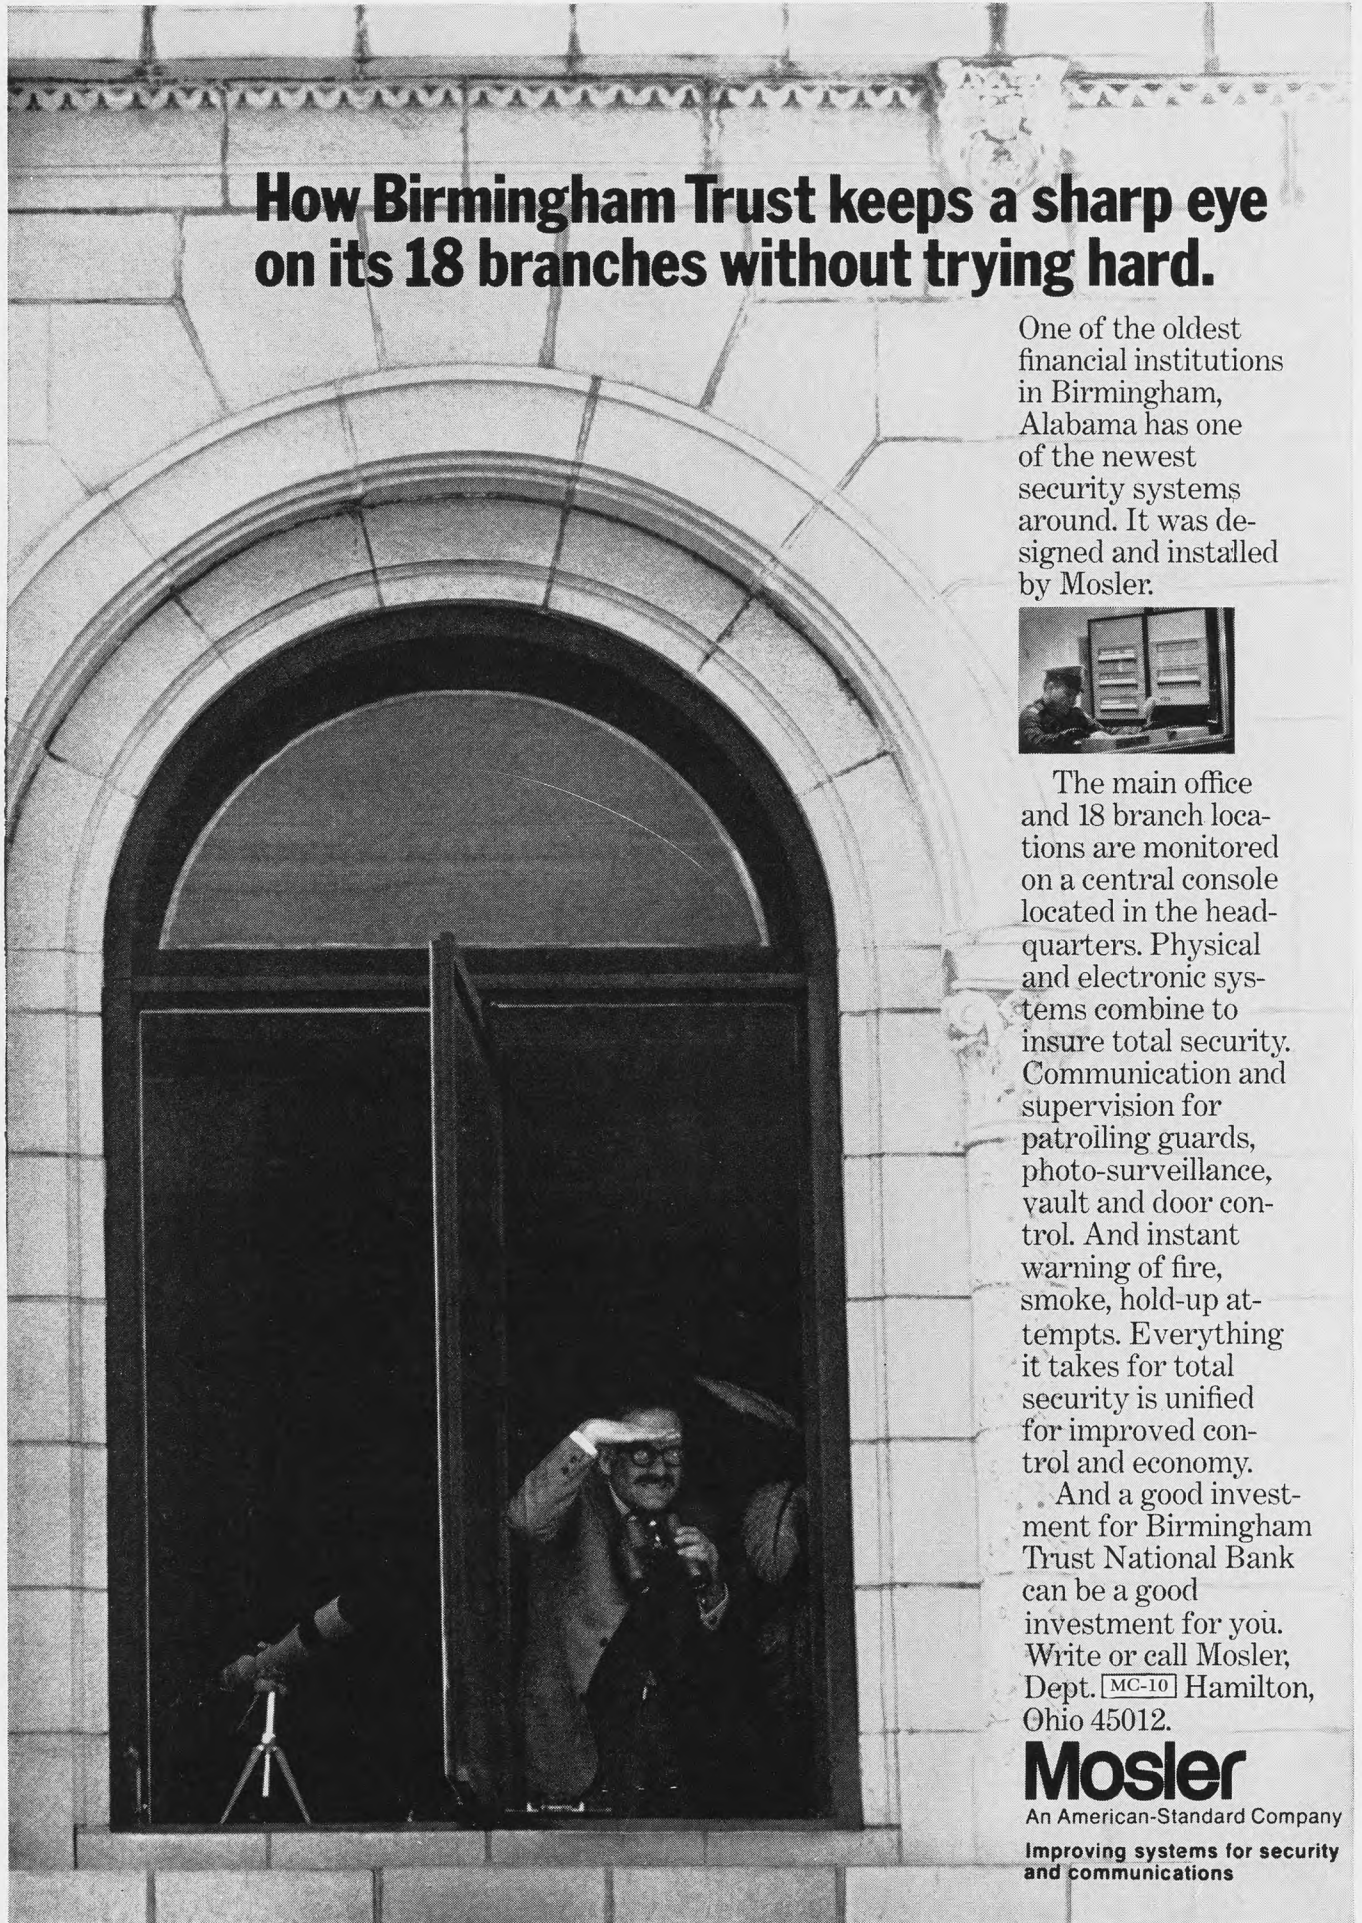 How Birmingham Trust keeps a sharp eye
on its 18 branches without trying hard.
One of the oldest
financial institutions
in Birmingham,
Alabama has one
of the newest
security systems
around. It was de-
signed and installed
by Mosler.
The main office
and 18 branch loca-
tions are monitored
on a central console
located in the head-
quarters. Physical
and electronic sys-
tems combine to
insure total security.
Communication and
supervision for
patrolling guards,
photo-surveillance,
vault and door con-
trol. And instant
warning of fire,
smoke, hold-up at-
tempts. Everything
it takes for total
security is unified
for improved con-
trol and economy.
And a good invest-
ment for Birmingham
Trust National Bank
can be a good
investment for you.
Write or call Mosler,
Dept. MC-10 Hamilton,
Ohio 45012.
Mosler
An American-Standard Company
Improving systems for security
and communications